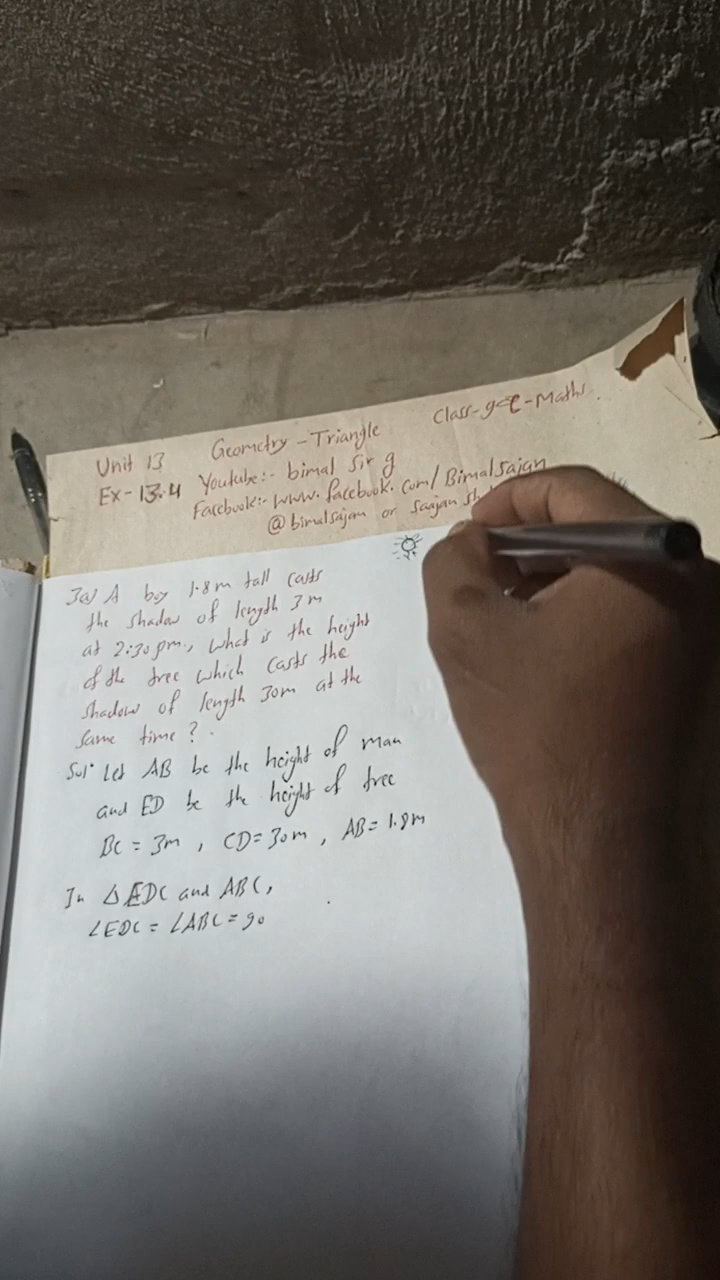 Unit 13 Geometry - Triangle Class - 9 - Maths.
Ex - 13.4 Youtube:- bimal sir g
Facebook:- www.facebook.com/Bimalsajan
@bimalsajan or Saajan
3a) A boy 1.8m tall casts
the shadow of length 3m
at 2:30 pm., what is the height
of the tree which casts the
shadow of length 30m at the
same time?
Sol. Let AB be the height of man
and ED be the height of tree
BC = 3m, CD = 30m, AB = 1.8m
In △EDC and ABC,
∠EDC = ∠ABC = 90